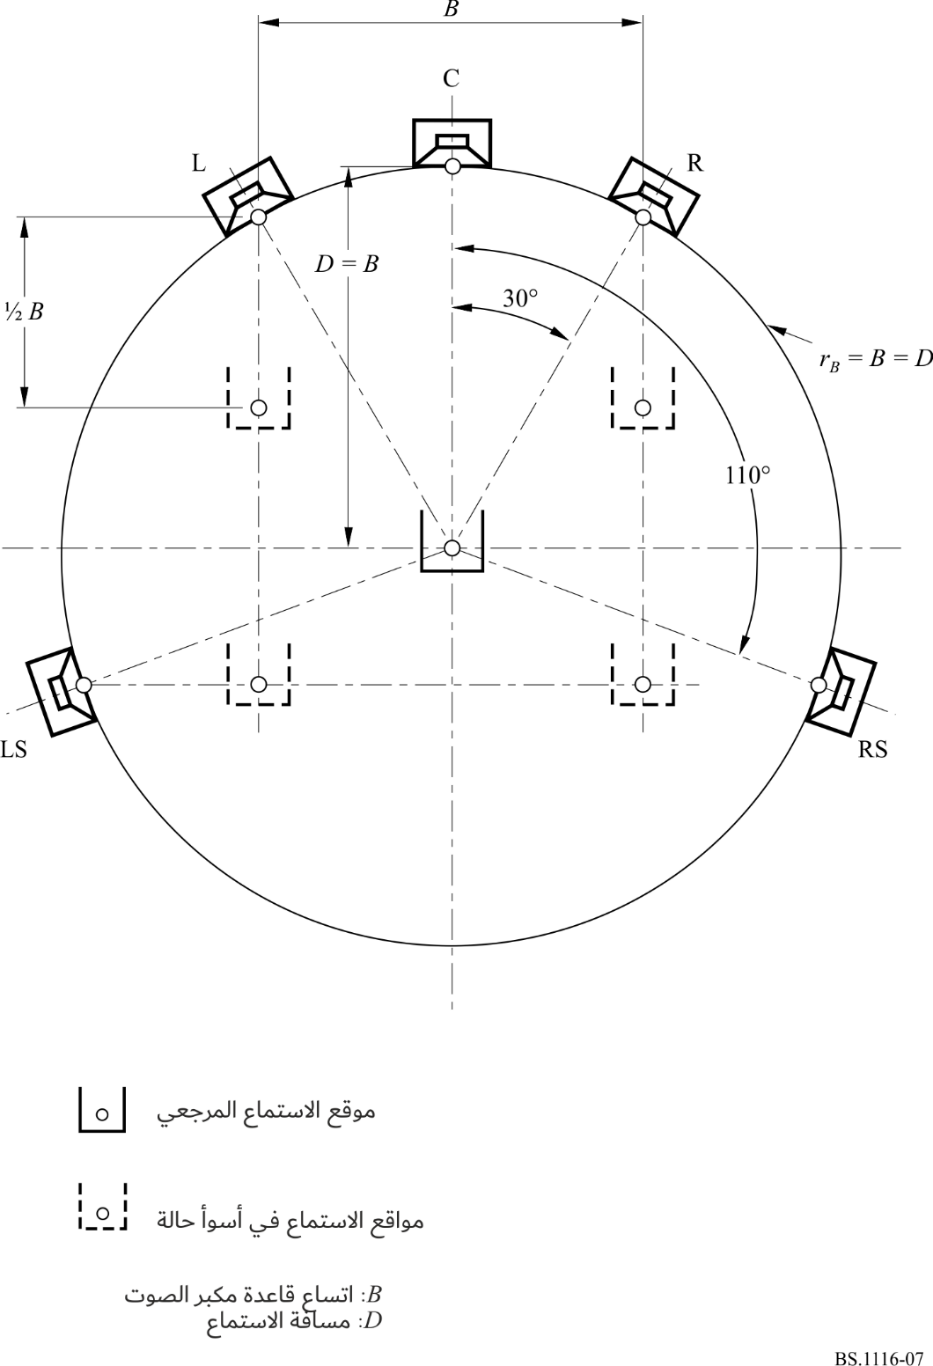 B
C
L
R
D = B
30°
½ B
r_B = B = D
110°
LS
RS
موقع الاستماع المرجعي
مواقع الاستماع في أسوأ حالة
B: اتساع قاعدة مكبر الصوت
D: مسافة الاستماع
BS.1116-07